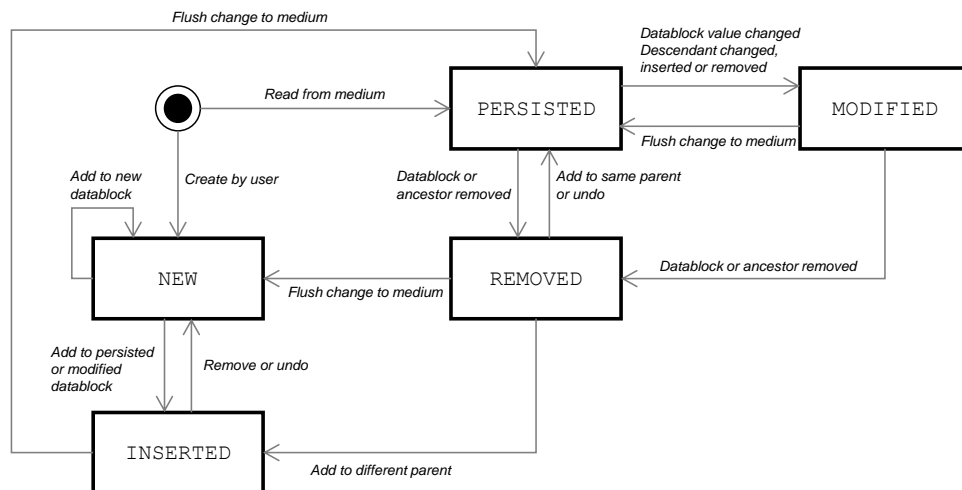 Flush change to medium
Datablock value changed
Descendant changed,
inserted or removed
Read from medium
PERSISTED
MODIFIED
Flush change to medium
Add to new
datablock
Create by user
Datablock or
ancestor removed
Add to same parent
or undo
NEW
REMOVED
Datablock or ancestor removed
Flush change to medium
Add to persisted
or modified
datablock
Remove or undo
INSERTED
Add to different parent